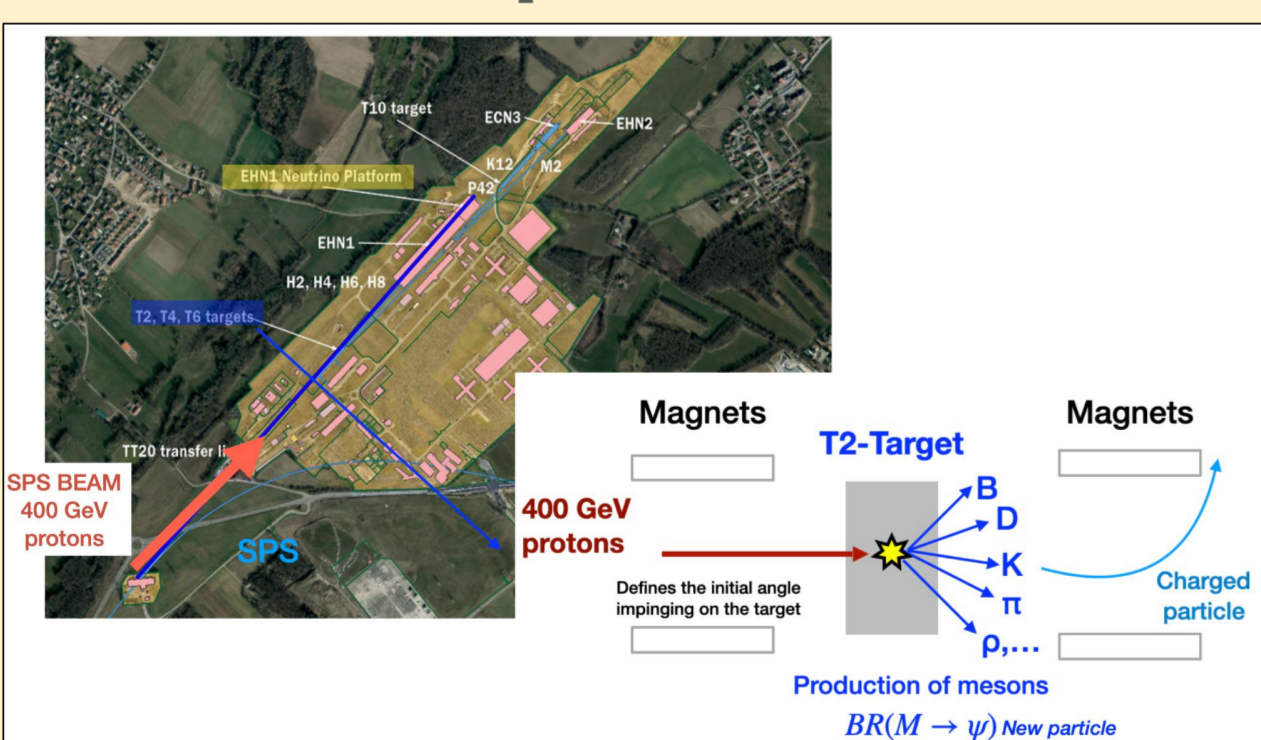 T10 target
ECN3
EHN2
K12
M2
EHN1 Neutrino Platform
P42
EHN1
H2, H4, H6, H8
T2, T4, T6 targets
TT20 transfer li
SPS BEAM
400 GeV
protons
SPS
Magnets
Magnets
T2-Target
400 GeV
protons
B
D
K
π
ρ,...
Defines the initial angle
impinging on the target
Charged
particle
Production of mesons
BR(M → ψ) New particle